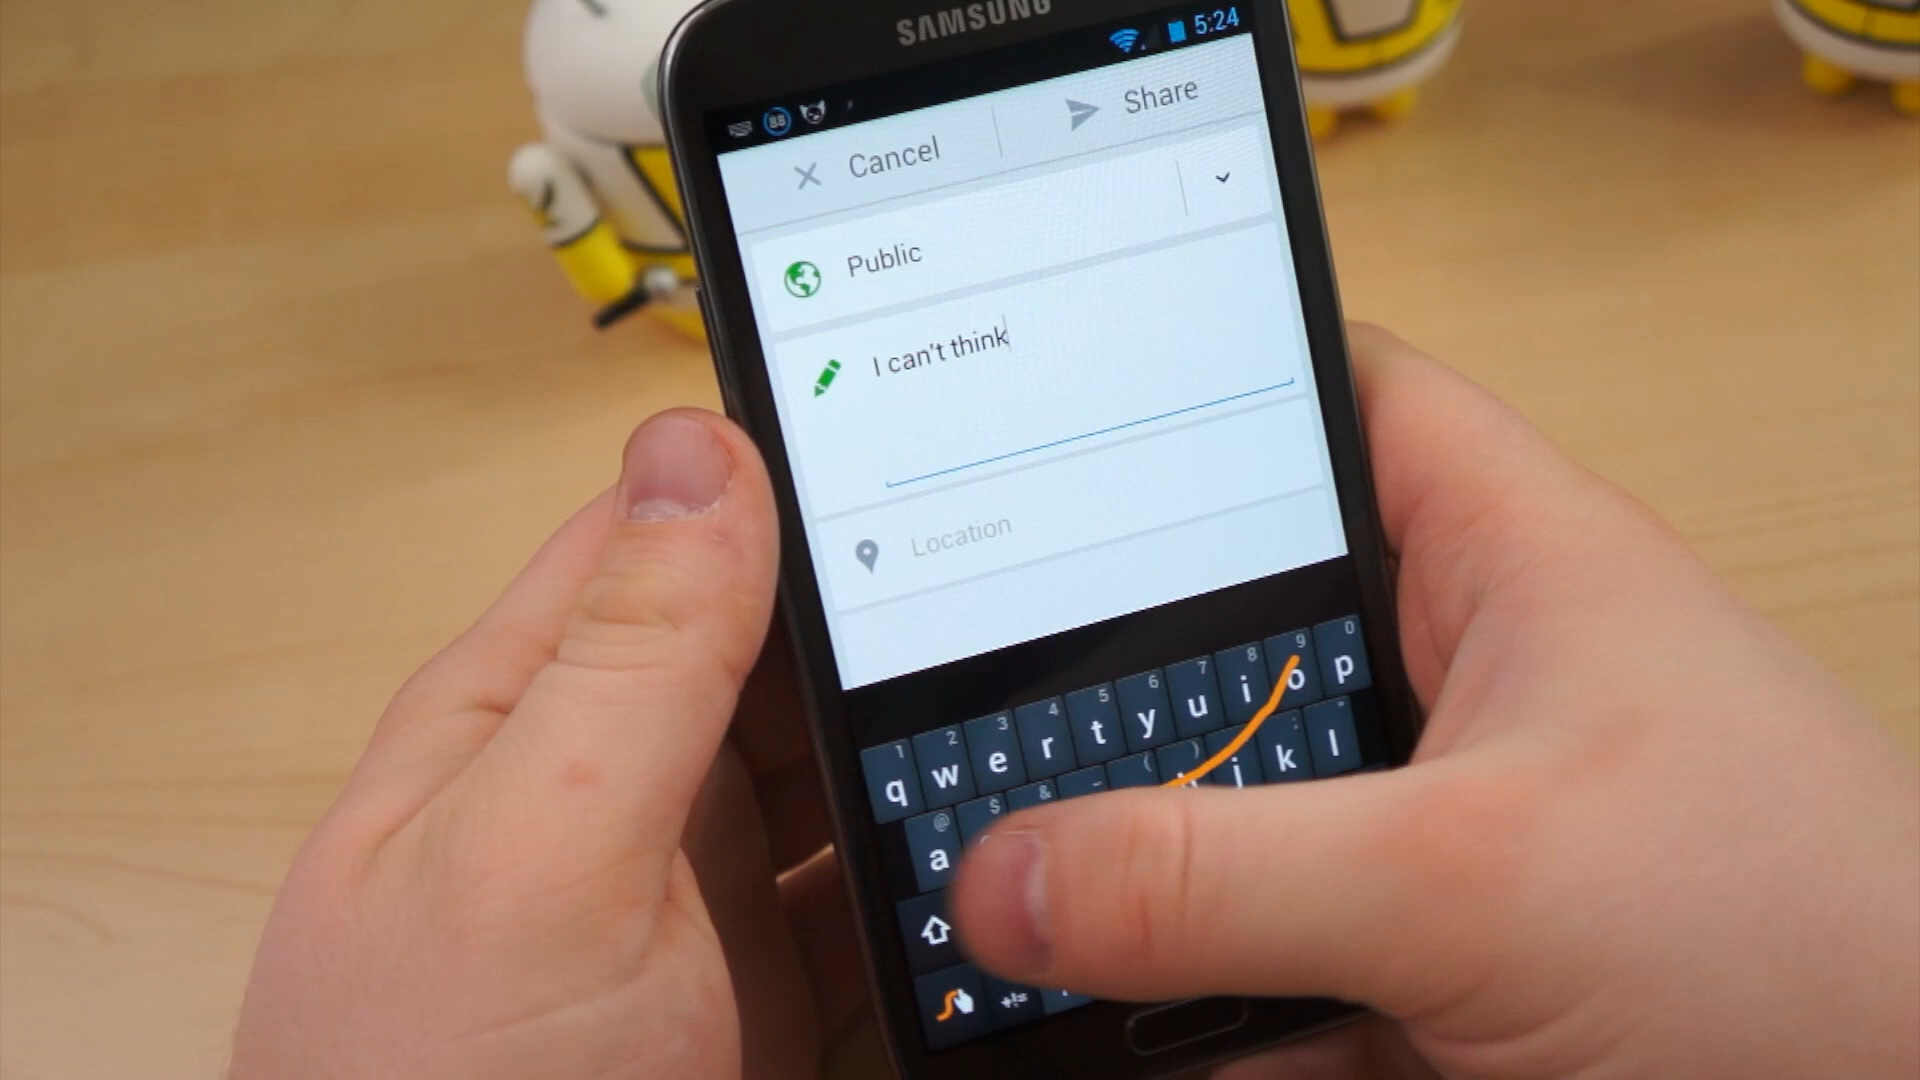 SAMSUNG
88
5:24
Cancel
Share
Public
I can't think
Location
1 2 3 4 5 6 7 8 9 0
q w e r t y u i o p
@ $ & _ ( ) : "
a h j k l
+!=